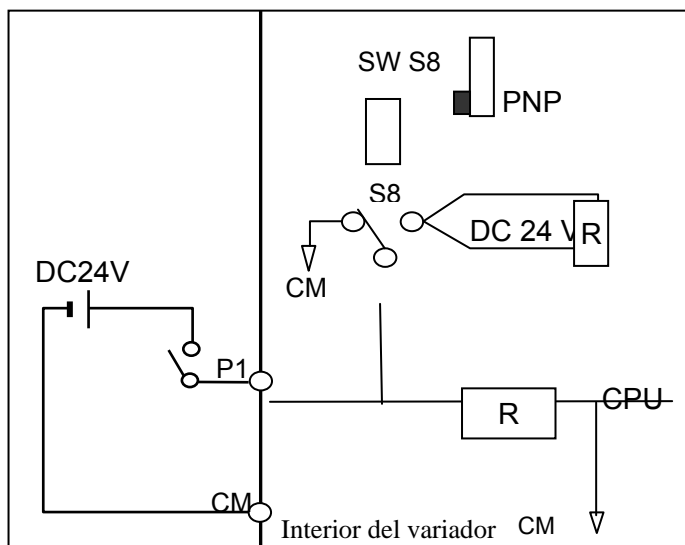 SW S8
PNP
S8
DC 24 V
R
CM
DC24V
P1
R
CPU
CM
Interior del variador
CM